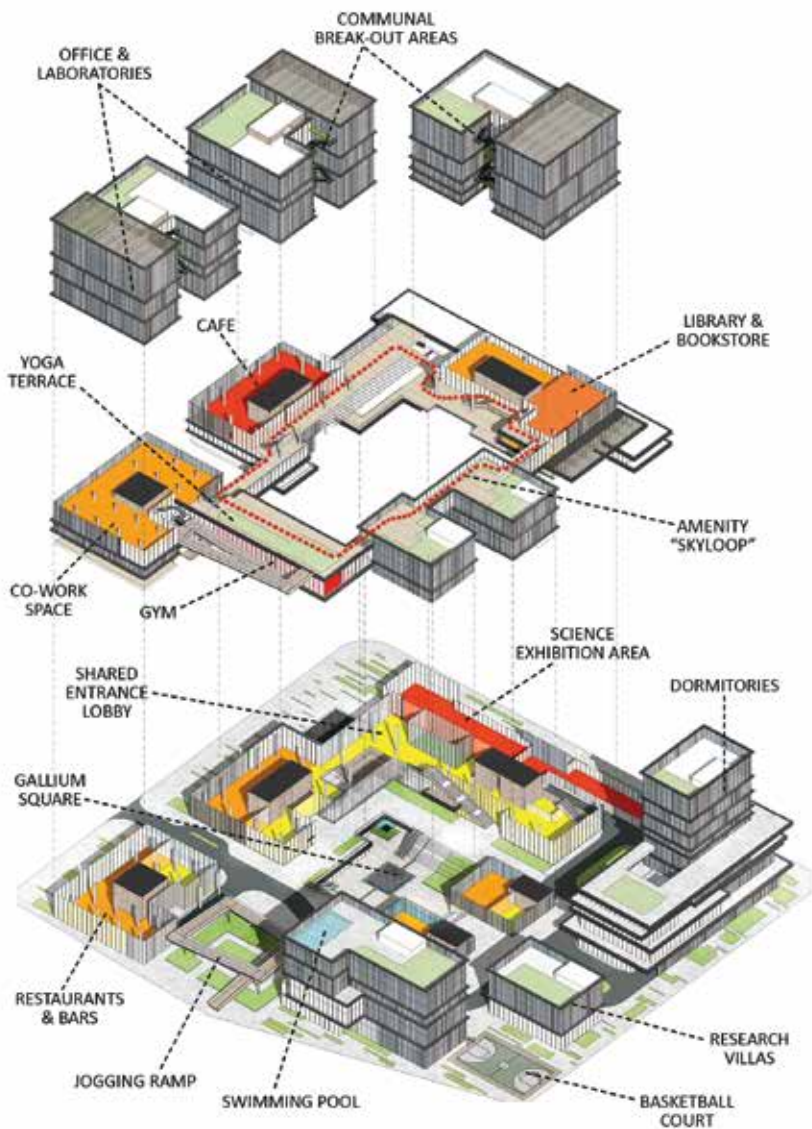 COMMUNAL
BREAK-OUT AREAS
OFFICE &
LABORATORIES
CAFE
LIBRARY &
BOOKSTORE
YOGA
TERRACE
AMENITY
"SKYLOOP"
CO-WORK
SPACE
GYM
SCIENCE
EXHIBITION AREA
SHARED
ENTRANCE
LOBBY
DORMITORIES
GALLIUM
SQUARE
RESTAURANTS
& BARS
RESEARCH
VILLAS
JOGGING RAMP
SWIMMING POOL
BASKETBALL
COURT